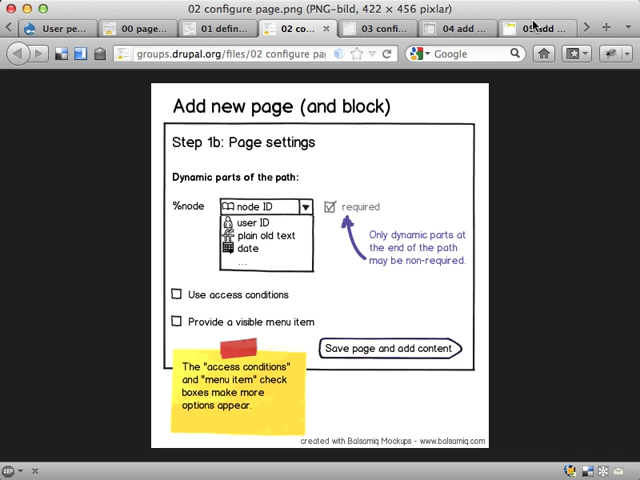 02 configure page.png (PNG-bild, 422 × 456 pixlar)
User pe...
00 page...
01 defin...
02 co...
03 confi...
04 add ...
05 add ...
groups.drupal.org/files/02 configure pa
Google
Add new page (and block)
Step 1b: Page settings
Dynamic parts of the path:
%node
node ID
required
user ID
plain old text
date
...
Only dynamic parts at
the end of the path
may be non-required.
Use access conditions
Provide a visible menu item
Save page and add content
The "access conditions"
and "menu item" check
boxes make more
options appear.
created with Balsamiq Mockups - www.balsamiq.com
ABP